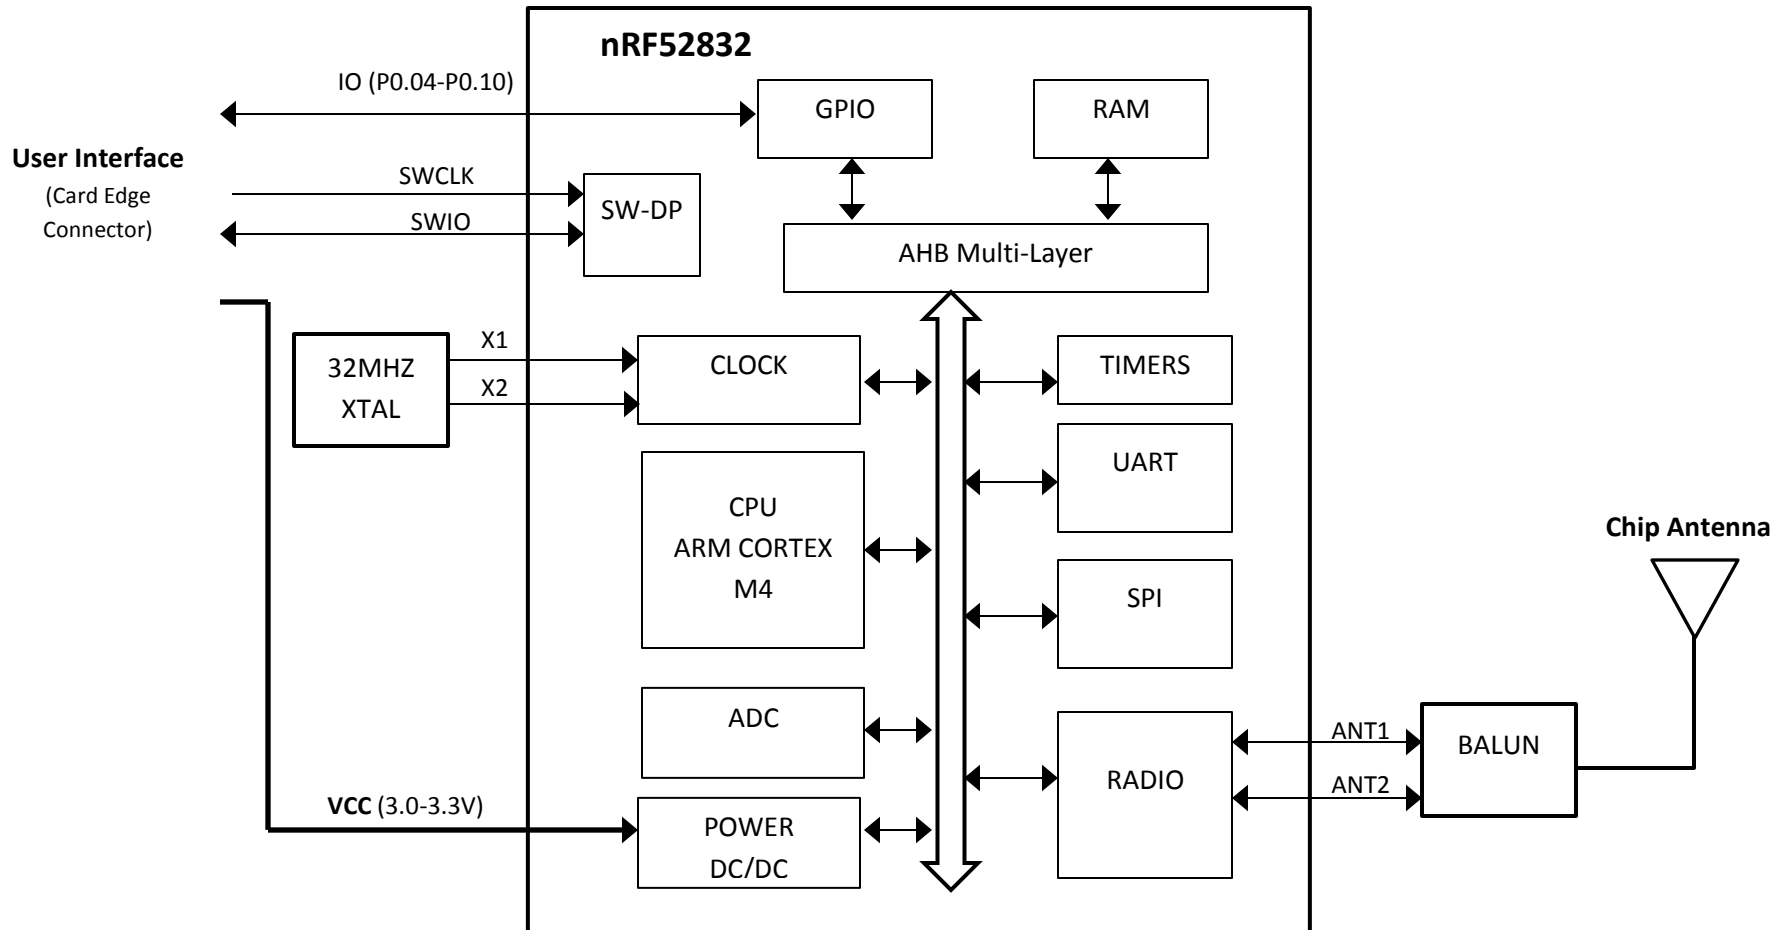 nRF52832
IO (P0.04-P0.10)
GPIO
RAM
User Interface
(Card Edge
Connector)
SWCLK
SWIO
SW-DP
AHB Multi-Layer
32MHZ
XTAL
X1
X2
CLOCK
TIMERS
UART
CPU
ARM CORTEX
M4
SPI
Chip Antenna
ADC
RADIO
ANT1
ANT2
BALUN
VCC (3.0-3.3V)
POWER
DC/DC